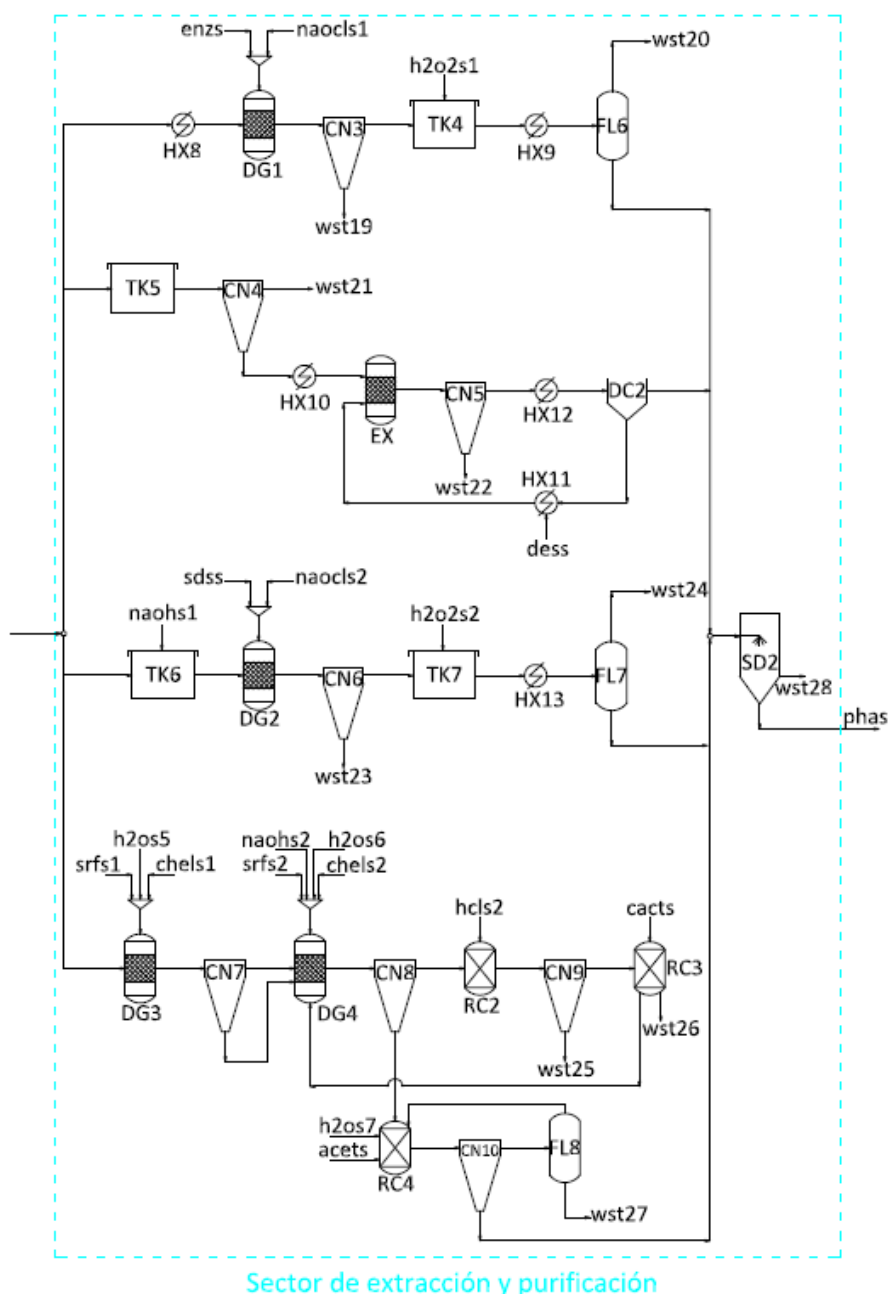 enzs naocls1
wst20
h2o2s1
CN3 TK4 FL6
HX8 DG1 HX9
wst19
TK5 CN4 wst21
HX10 EX CN5 HX12 DC2
wst22 HX11
dess
sdss naocls2
wst24
naohs1 h2o2s2
TK6 CN6 TK7 FL7 SD2
DG2 HX13 wst28
phas
wst23
h2os5 naohs2 h2os6
srfs1 chels1 srfs2 chels2
hcls2 cacts
CN7 CN8 CN9 RC3
DG3 DG4 RC2
wst26
wst25
h2os7
acets CN10 FL8
RC4
wst27
Sector de extracción y purificación